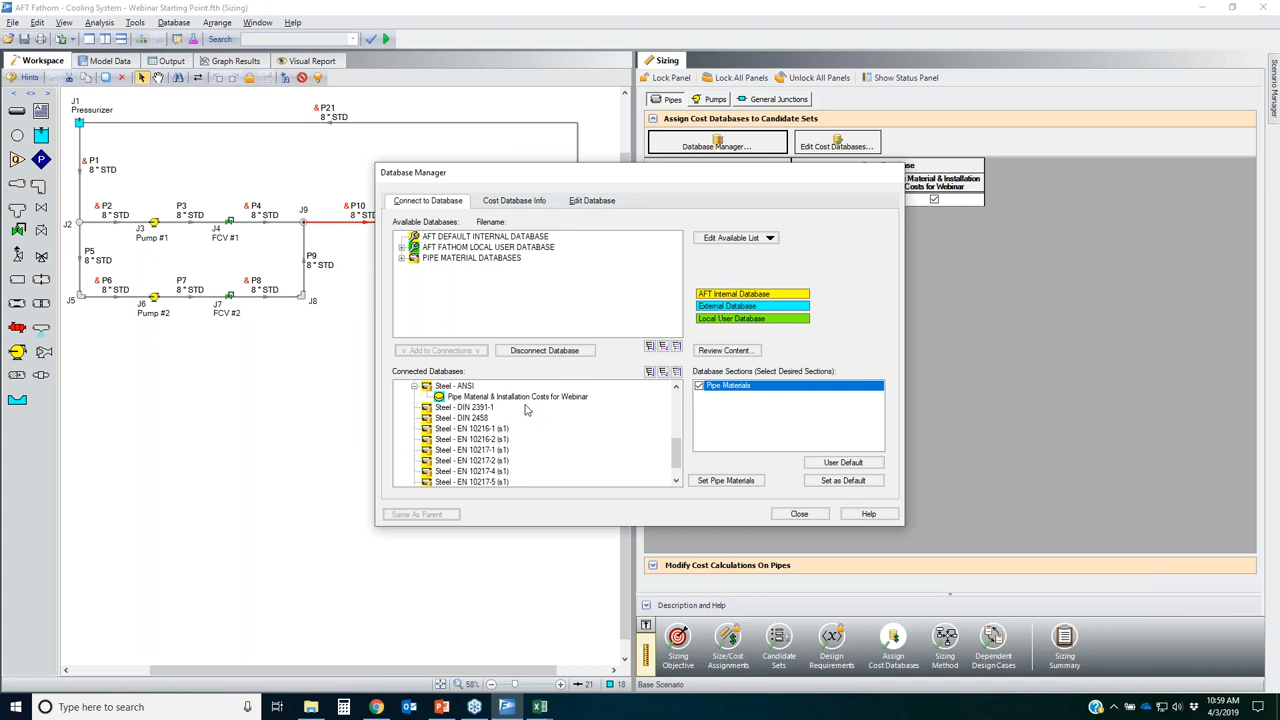 AFT Fathom - Cooling System - Webinar Starting Point.fth (Sizing)
File Edit View Analysis Tools Database Arrange Window Help
Search:
Workspace Model Data Output Graph Results Visual Report
Hints
Sizing
Lock Panel Lock All Panels Unlock All Panels Show Status Panel
Pipes Pumps General Junctions
Assign Cost Databases to Candidate Sets
Database Manager... Edit Cost Databases...
Material & Installation
Costs for Webinar
Scenario Manager
J1
Pressurizer
& P21
8 " STD
& P1
8 " STD
& P2
8 " STD
P3
8 " STD
& P4
8 " STD
J9
& P10
8 " STD
J2
J3
Pump #1
J4
FCV #1
P5
8 " STD
P9
8 " STD
& P6
8 " STD
P7
8 " STD
& P8
8 " STD
J5
J6
Pump #2
J7
FCV #2
J8
Database Manager
Connect to Database Cost Database Info Edit Database
Available Databases: Filename:
AFT DEFAULT INTERNAL DATABASE
AFT FATHOM LOCAL USER DATABASE
PIPE MATERIAL DATABASES
Edit Available List
AFT Internal Database
External Database
Local User Database
v Add to Connections v Disconnect Database Review Content...
Connected Databases: Database Sections (Select Desired Sections):
Steel - ANSI
Pipe Material & Installation Costs for Webinar
Steel - DIN 2391-1
Steel - DIN 2458
Steel - EN 10216-1 (s1)
Steel - EN 10216-2 (s1)
Steel - EN 10217-1 (s1)
Steel - EN 10217-2 (s1)
Steel - EN 10217-4 (s1)
Steel - EN 10217-5 (s1)
Pipe Materials
User Default
Set Pipe Materials Set as Default
Same As Parent Close Help
Modify Cost Calculations On Pipes
Description and Help
Sizing Objective
Size/Cost Assignments
Candidate Sets
Design Requirements
Assign Cost Databases
Sizing Method
Dependent Design Cases
Sizing Summary
58% 21 18 Base Scenario
Type here to search
10:59 AM
4/3/2019